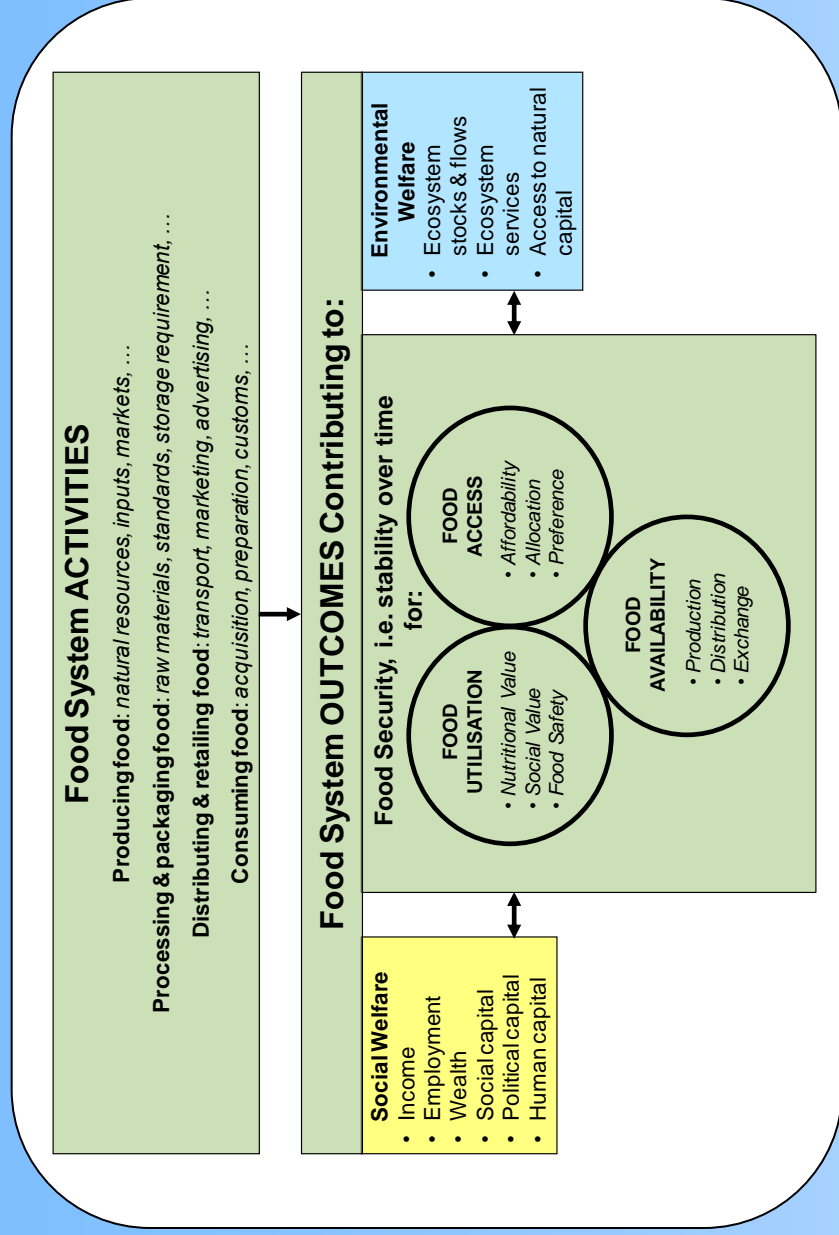 Food System ACTIVITIES
Producing food: natural resources, inputs, markets, …
Processing & packaging food: raw materials, standards, storage requirement, …
Distributing & retailing food: transport, marketing, advertising, …
Consuming food: acquisition, preparation, customs, …
Food System OUTCOMES Contributing to:
Social Welfare
• Income
• Employment
• Wealth
• Social capital
• Political capital
• Human capital
Food Security, i.e. stability over time
for:
FOOD
UTILISATION
• Nutritional Value
• Social Value
• Food Safety
FOOD
ACCESS
• Affordability
• Allocation
• Preference
FOOD
AVAILABILITY
• Production
• Distribution
• Exchange
Environmental
Welfare
• Ecosystem
stocks & flows
• Ecosystem
services
• Access to natural
capital